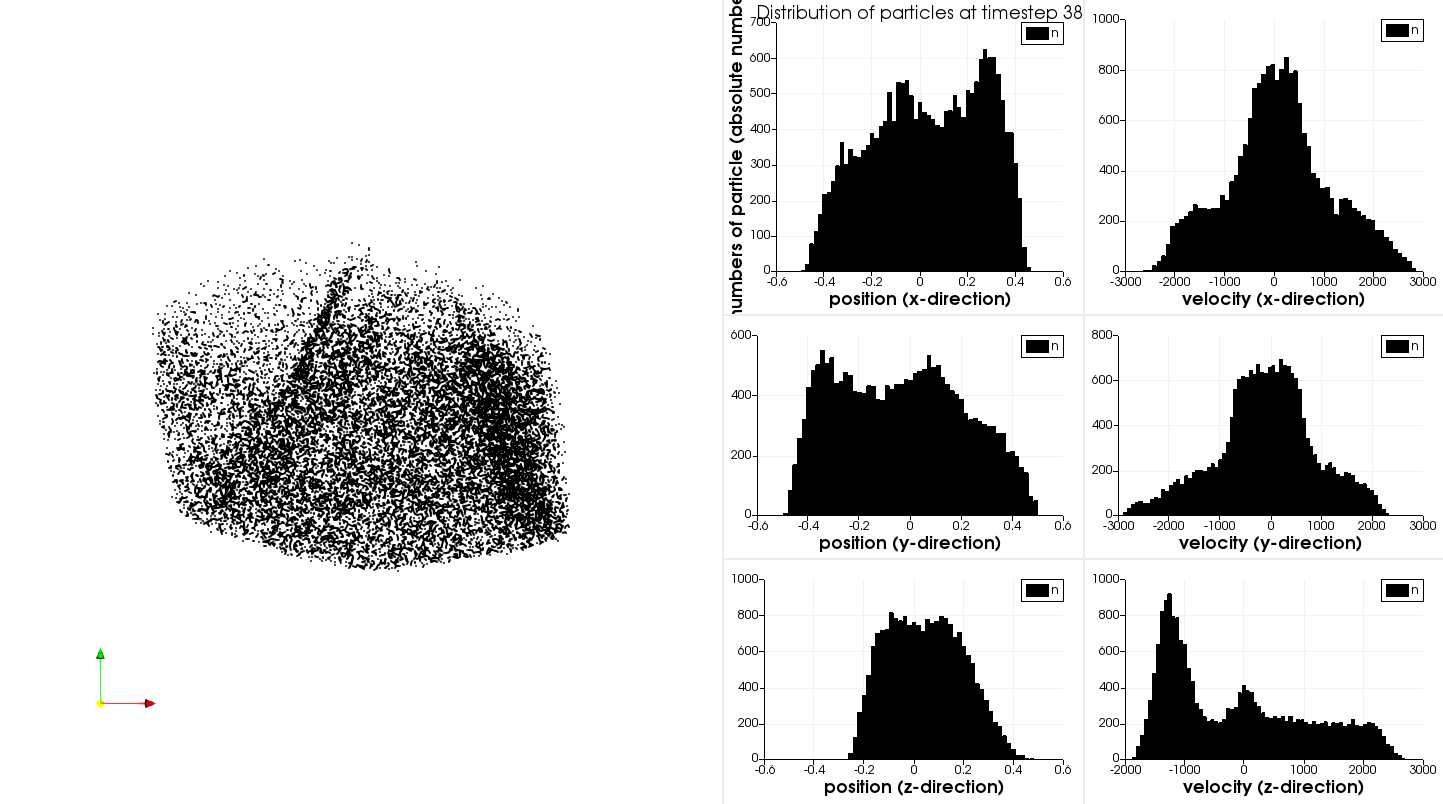 Distribution of particles at timestep 38
numbers of particle (absolute numbe
700
600
500
400
300
200
100
0
-0.6 -0.4 -0.2 0 0.2 0.4 0.6
position (x-direction)
n
1000
800
600
400
200
0
-3000 -2000 -1000 0 1000 2000 3000
velocity (x-direction)
n
600
400
200
0
-0.6 -0.4 -0.2 0 0.2 0.4 0.6
position (y-direction)
n
800
600
400
200
0
-3000 -2000 -1000 0 1000 2000 3000
velocity (y-direction)
n
1000
800
600
400
200
0
-0.6 -0.4 -0.2 0 0.2 0.4 0.6
position (z-direction)
n
1000
800
600
400
200
0
-2000 -1000 0 1000 2000 3000
velocity (z-direction)
n